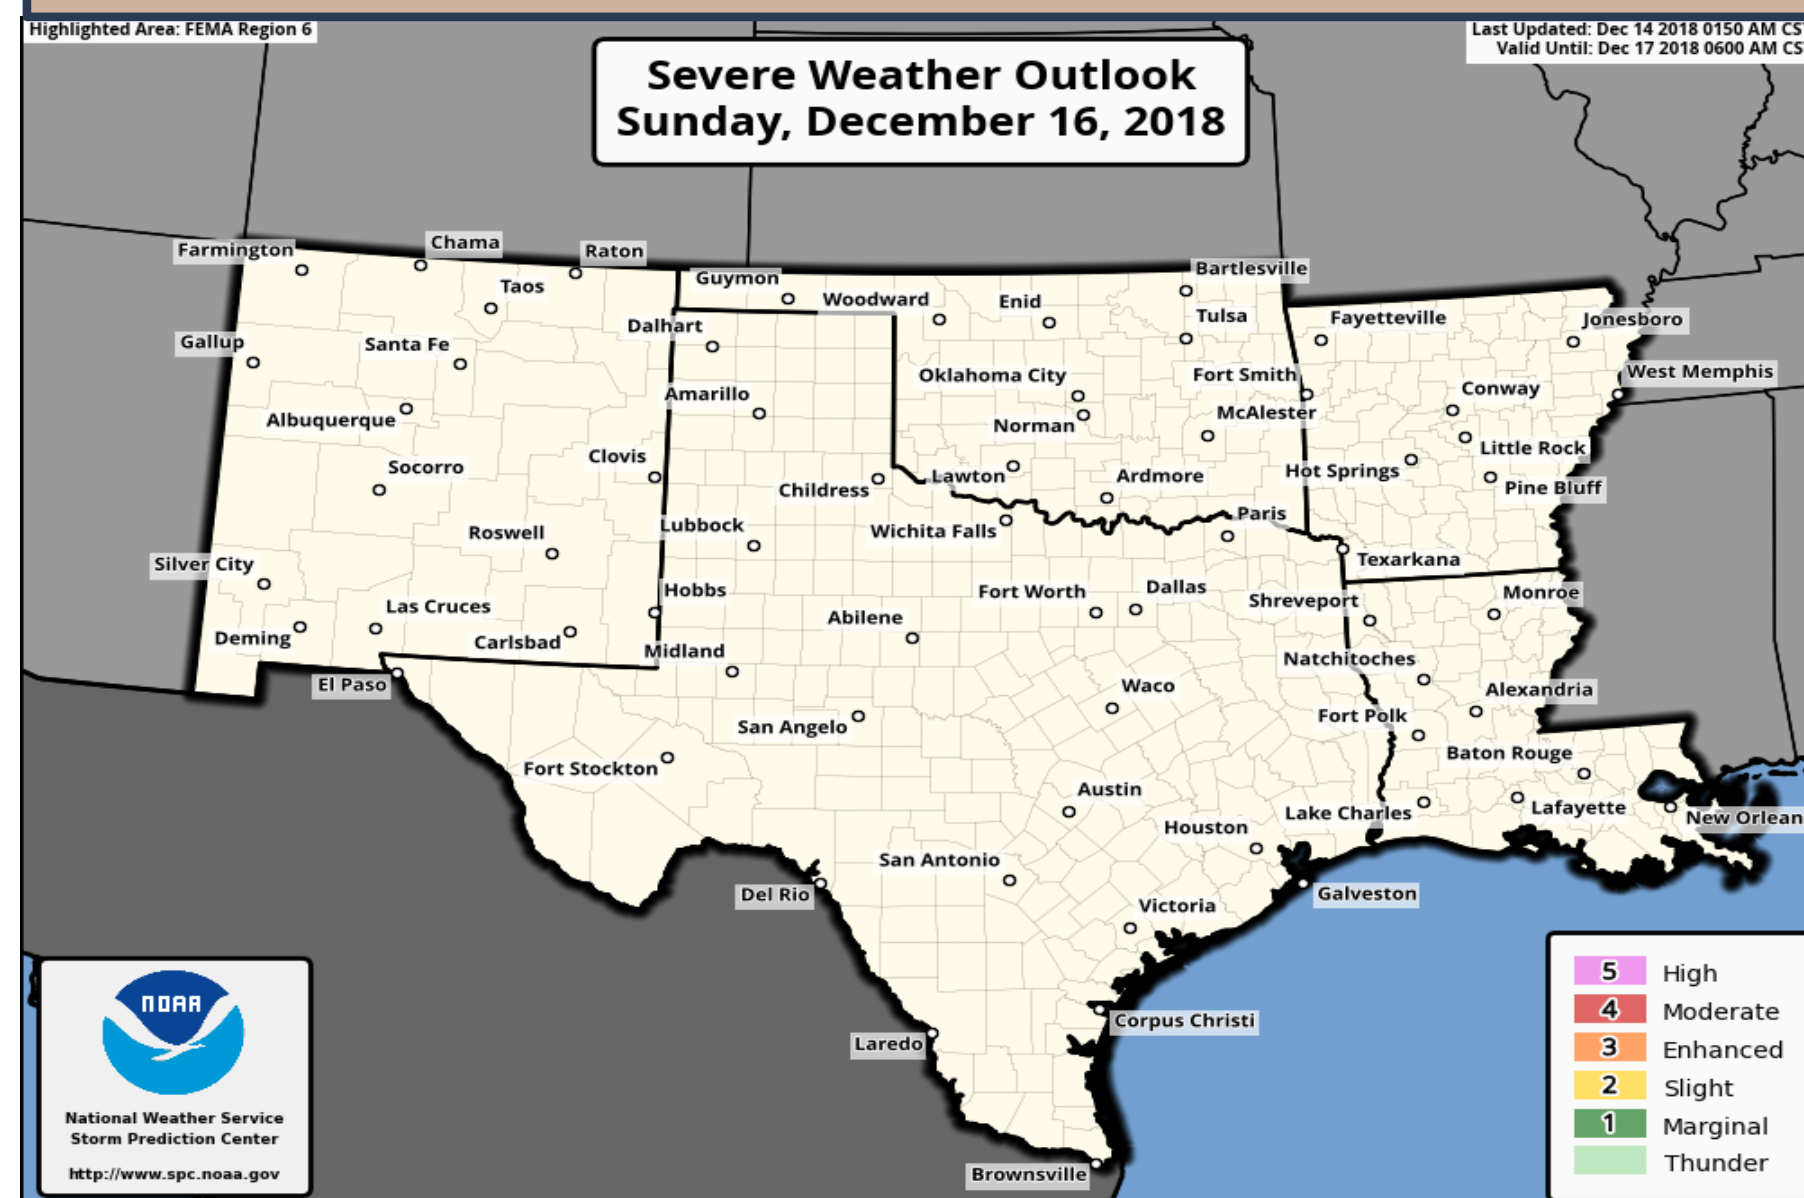 Highlighted Area: FEMA Region 6
Last Updated: Dec 14 2018 0150 AM CST
Valid Until: Dec 17 2018 0600 AM CST
Severe Weather Outlook
Sunday, December 16, 2018
Farmington
Chama
Raton
Taos
Guymon
Woodward
Enid
Bartlesville
Tulsa
Fayetteville
Jonesboro
Gallup
Santa Fe
Dalhart
West Memphis
Oklahoma City
Fort Smith
Conway
Amarillo
Albuquerque
Norman
McAlester
Little Rock
Socorro
Clovis
Childress
Lawton
Ardmore
Hot Springs
Pine Bluff
Roswell
Lubbock
Wichita Falls
Paris
Texarkana
Silver City
Hobbs
Fort Worth
Dallas
Shreveport
Monroe
Las Cruces
Abilene
Deming
Carlsbad
Midland
Natchitoches
El Paso
Waco
Alexandria
San Angelo
Fort Polk
Fort Stockton
Baton Rouge
Austin
Lake Charles
Lafayette
New Orlean
Houston
San Antonio
Del Rio
Galveston
Victoria
Corpus Christi
Laredo
Brownsville
NOAA
National Weather Service
Storm Prediction Center
http://www.spc.noaa.gov
5 High
4 Moderate
3 Enhanced
2 Slight
1 Marginal
Thunder